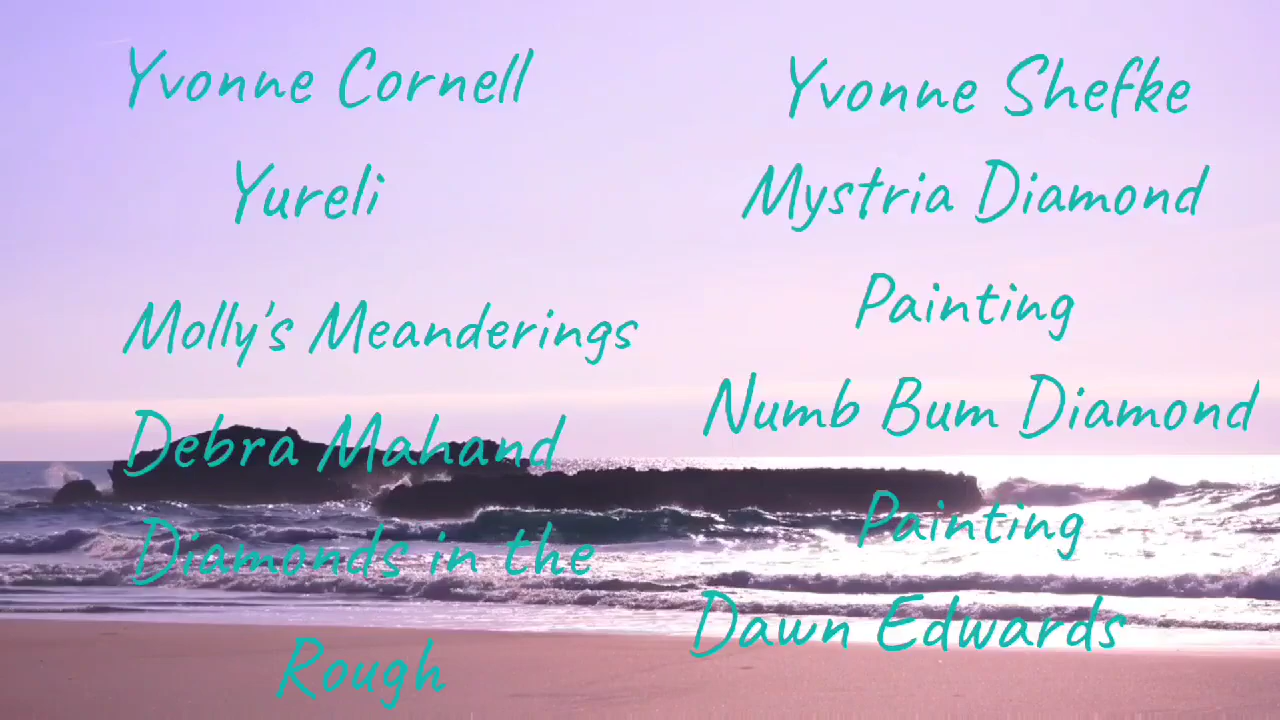 Yvonne Cornell
Yureli
Molly's Meanderings
Debra Mahand
Diamonds in the
Rough
Yvonne Shefke
Mystria Diamond
Painting
Numb Bum Diamond
Painting
Dawn Edwards